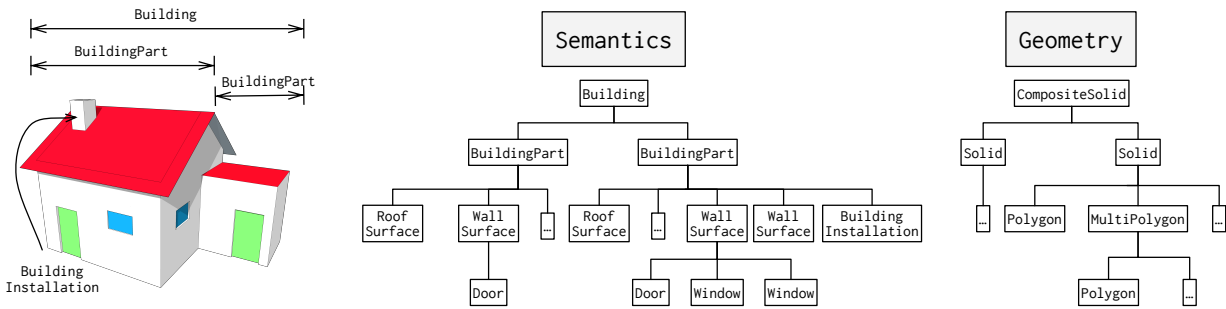 Building
BuildingPart
BuildingPart
Building
Installation
Semantics
Building
BuildingPart BuildingPart
Roof
Surface
Wall
Surface
…
Roof
Surface
…
Wall
Surface
Wall
Surface
Building
Installation
Door Door Window Window
Geometry
CompositeSolid
Solid Solid
… Polygon MultiPolygon …
Polygon …